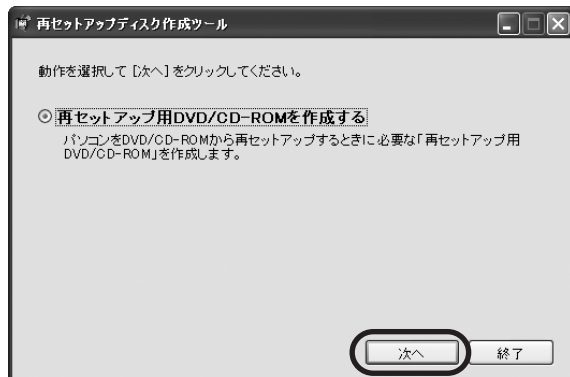 再セットアップディスク作成ツール
動作を選択して［次へ］をクリックしてください。
再セットアップ用DVD/CD-ROMを作成する
パソコンをDVD/CD-ROMから再セットアップするときに必要な「再セットアップ用
DVD/CD-ROM」を作成します。
次へ
終了